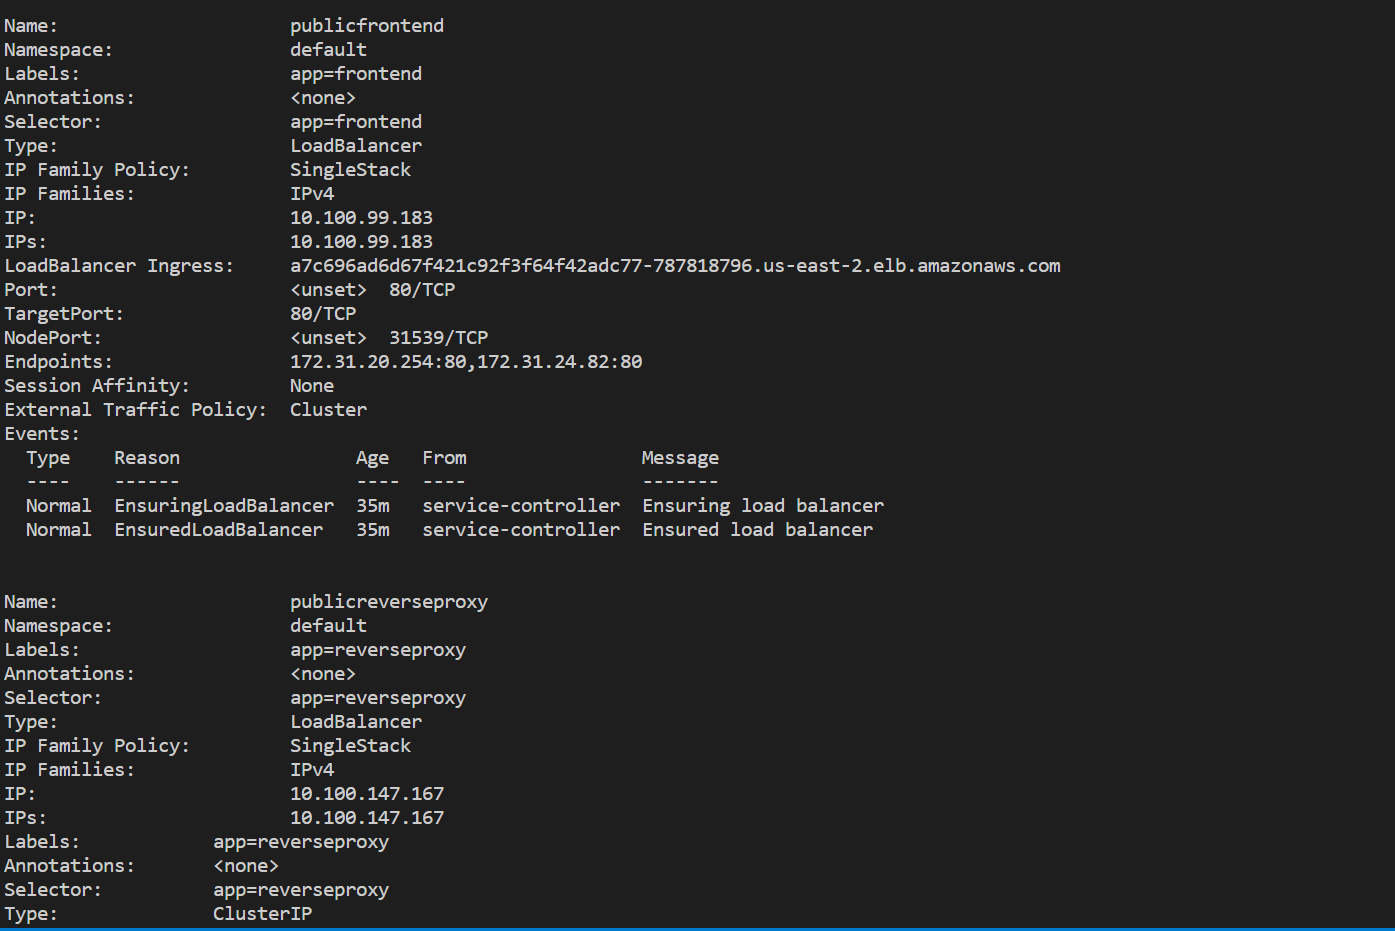 Name:                     publicfrontend
Namespace:                default
Labels:                   app=frontend
Annotations:              <none>
Selector:                 app=frontend
Type:                     LoadBalancer
IP Family Policy:         SingleStack
IP Families:              IPv4
IP:                       10.100.99.183
IPs:                      10.100.99.183
LoadBalancer Ingress:     a7c696ad6d67f421c92f3f64f42adc77-787818796.us-east-2.elb.amazonaws.com
Port:                     <unset>  80/TCP
TargetPort:               80/TCP
NodePort:                 <unset>  31539/TCP
Endpoints:                172.31.20.254:80,172.31.24.82:80
Session Affinity:         None
External Traffic Policy:  Cluster
Events:
  Type    Reason                Age   From                Message
  ----    ------                ----  ----                -------
  Normal  EnsuringLoadBalancer  35m   service-controller  Ensuring load balancer
  Normal  EnsuredLoadBalancer   35m   service-controller  Ensured load balancer
Name:                     publicreverseproxy
Namespace:                default
Labels:                   app=reverseproxy
Annotations:              <none>
Selector:                 app=reverseproxy
Type:                     LoadBalancer
IP Family Policy:         SingleStack
IP Families:              IPv4
IP:                       10.100.147.167
IPs:                      10.100.147.167
Labels:            app=reverseproxy
Annotations:       <none>
Selector:          app=reverseproxy
Type:              ClusterIP